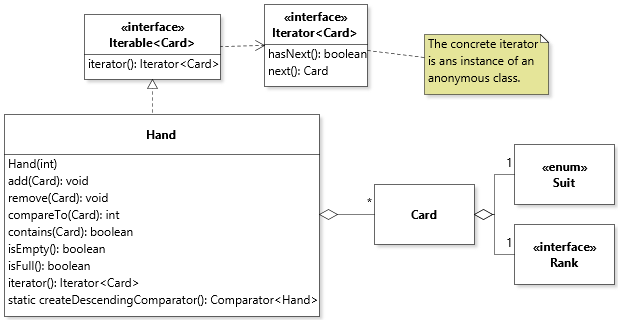 «interface»
Iterable<Card>
iterator(): Iterator<Card>
«interface»
Iterator<Card>
hasNext(): boolean
next(): Card
The concrete iterator
is ans instance of an
anonymous class.
Hand
Hand(int)
add(Card): void
remove(Card): void
compareTo(Card): int
contains(Card): boolean
isEmpty(): boolean
isFull(): boolean
iterator(): Iterator<Card>
static createDescendingComparator(): Comparator<Hand>
*
Card
1
«enum»
Suit
1
«interface»
Rank